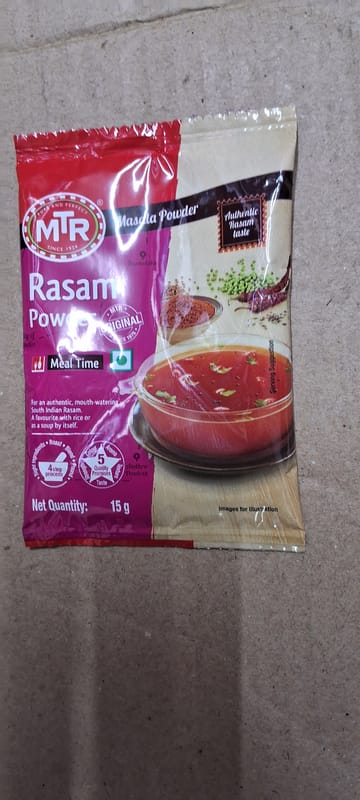 PURE AND PERFECT
MTR
SINCE 1924
®
Masala Powder
Authentic
Rasam
taste
Rasam
Powder
MTR
ORIGINAL
Meal Time
For an authentic, mouth-watering
South Indian Rasam.
A favourite with rice or
as a soup by itself.
4 step
process
5
Quality
Promises
Taste
Serving Suggestion
Net Quantity: 15 g
Images for Illustration